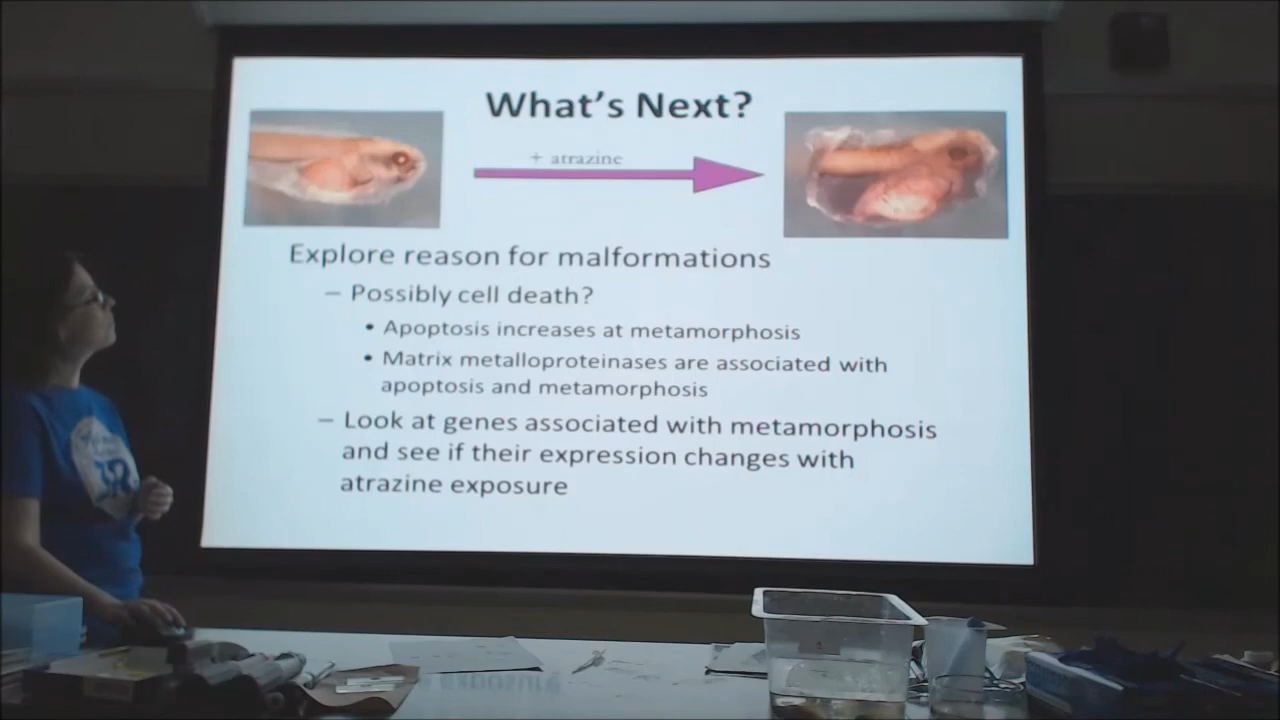 What's Next?
+ atrazine
Explore reason for malformations
– Possibly cell death?
• Apoptosis increases at metamorphosis
• Matrix metalloproteinases are associated with
apoptosis and metamorphosis
– Look at genes associated with metamorphosis
and see if their expression changes with
atrazine exposure